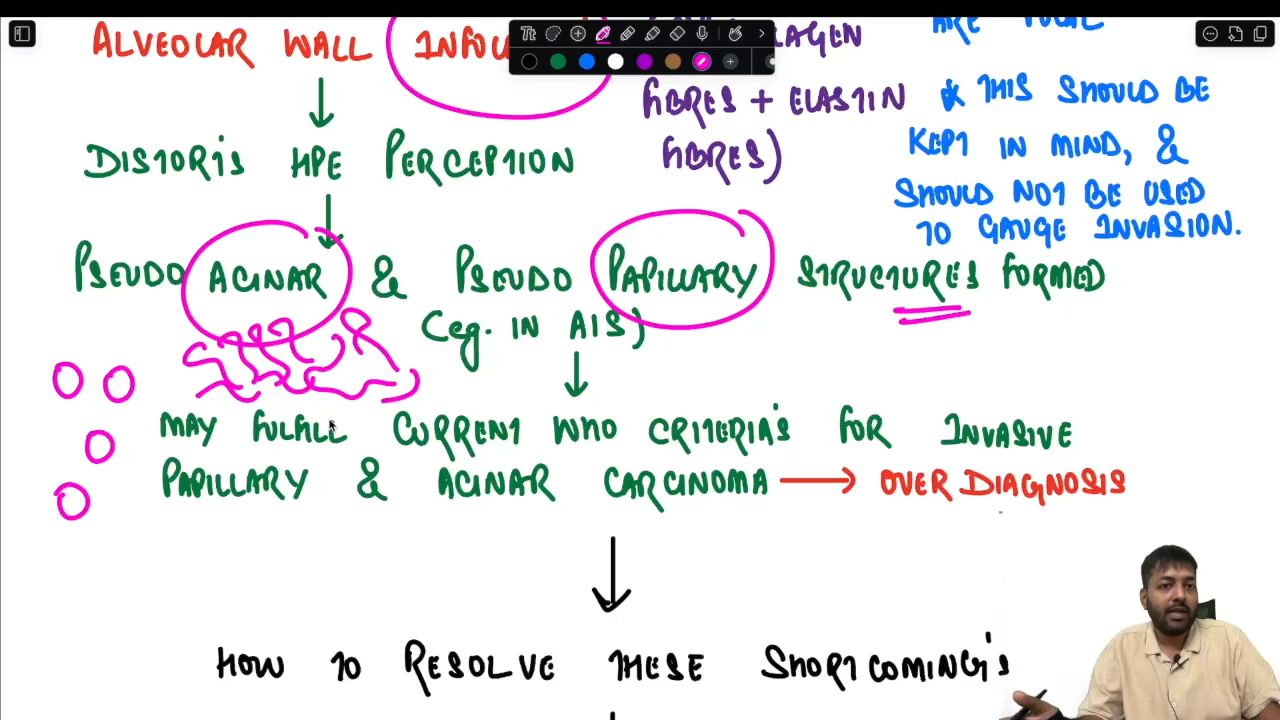 ALVEOLAR WALL
DISTORTS HPE PERCEPTION
FIBRES + ELASTIN
FIBRES)
* THIS SHOULD BE
KEPT IN MIND, &
SHOULD NOT BE USED
TO GAUGE INVASION.
PSEUDO ACINAR & PSEUDO PAPILLARY STRUCTURES FORMED
(eg. IN AIS)
MAY FULFILL CURRENT WHO CRITERIA'S FOR INVASIVE
PAPILLARY & ACINAR CARCINOMA → OVER DIAGNOSIS
HOW TO RESOLVE THESE SHORTCOMING'S